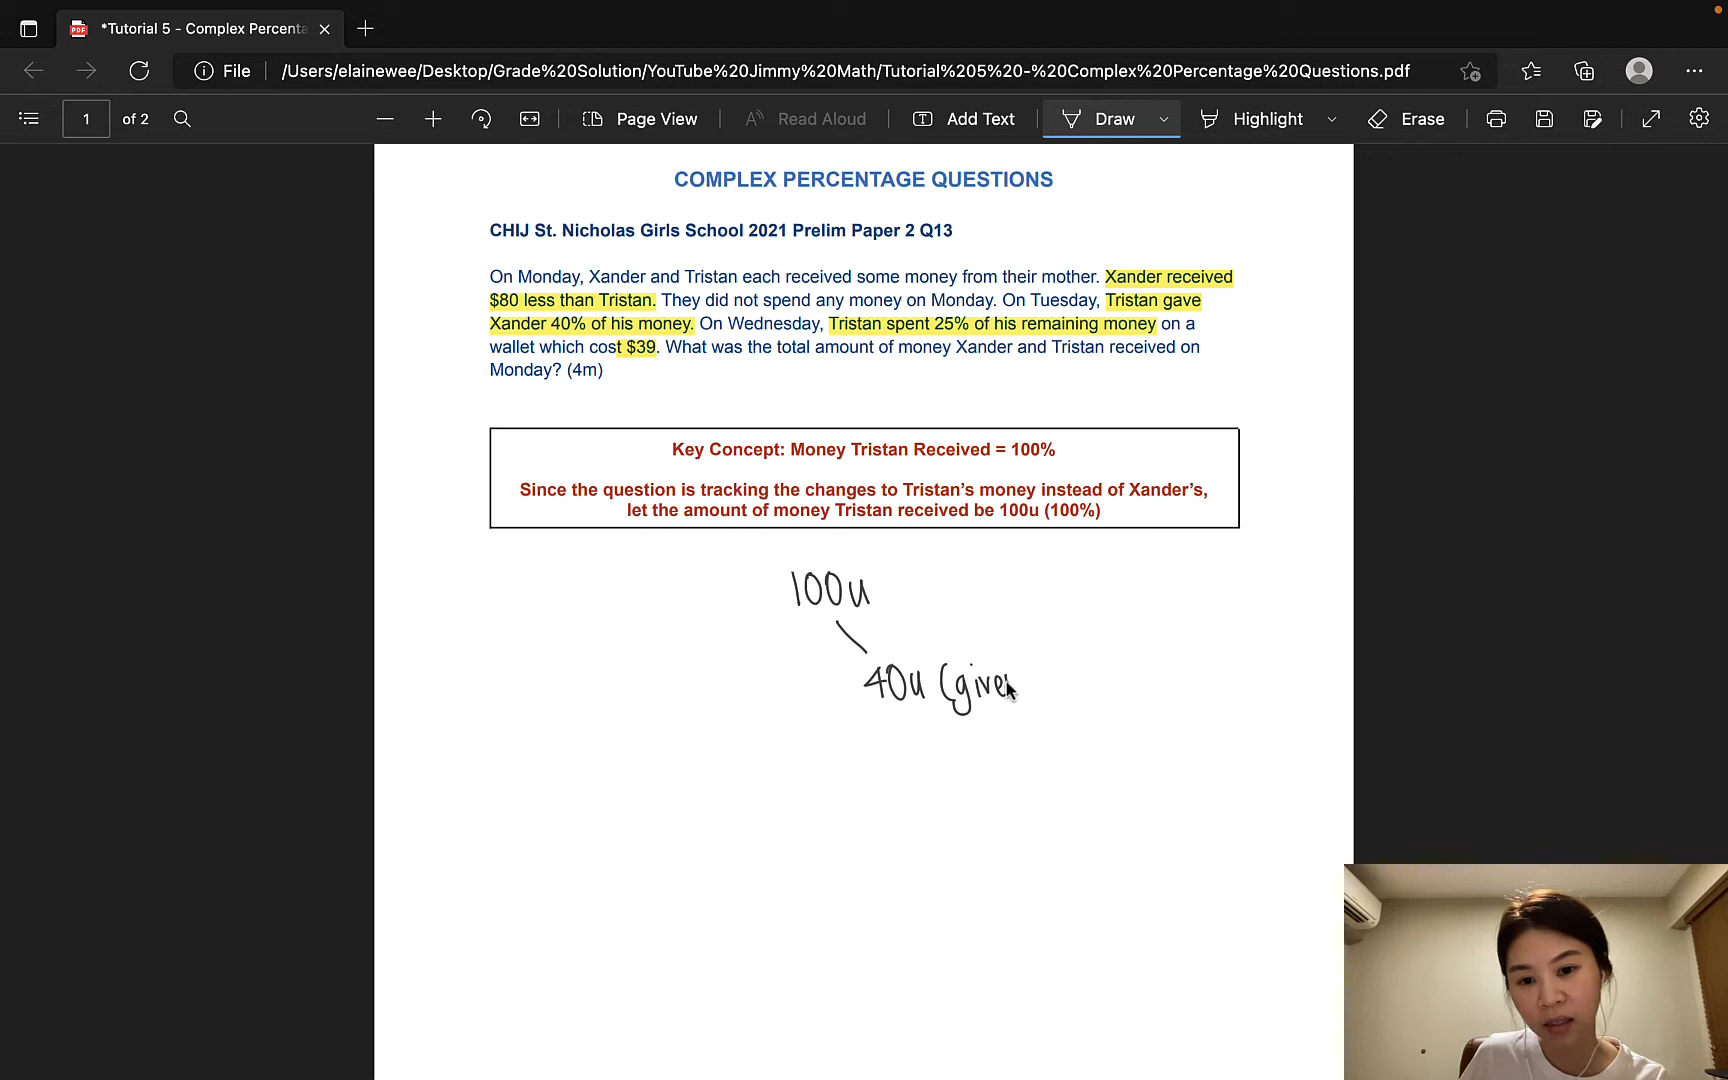 *Tutorial 5 - Complex Percenta
File
/Users/elainewee/Desktop/Grade%20Solution/YouTube%20Jimmy%20Math/Tutorial%205%20-%20Complex%20Percentage%20Questions.pdf
1 of 2
Page View
Read Aloud
Add Text
Draw
Highlight
Erase
COMPLEX PERCENTAGE QUESTIONS
CHIJ St. Nicholas Girls School 2021 Prelim Paper 2 Q13
On Monday, Xander and Tristan each received some money from their mother. Xander received
$80 less than Tristan. They did not spend any money on Monday. On Tuesday, Tristan gave
Xander 40% of his money. On Wednesday, Tristan spent 25% of his remaining money on a
wallet which cost $39. What was the total amount of money Xander and Tristan received on
Monday? (4m)
Key Concept: Money Tristan Received = 100%
Since the question is tracking the changes to Tristan's money instead of Xander's,
let the amount of money Tristan received be 100u (100%)
100u
40u (give